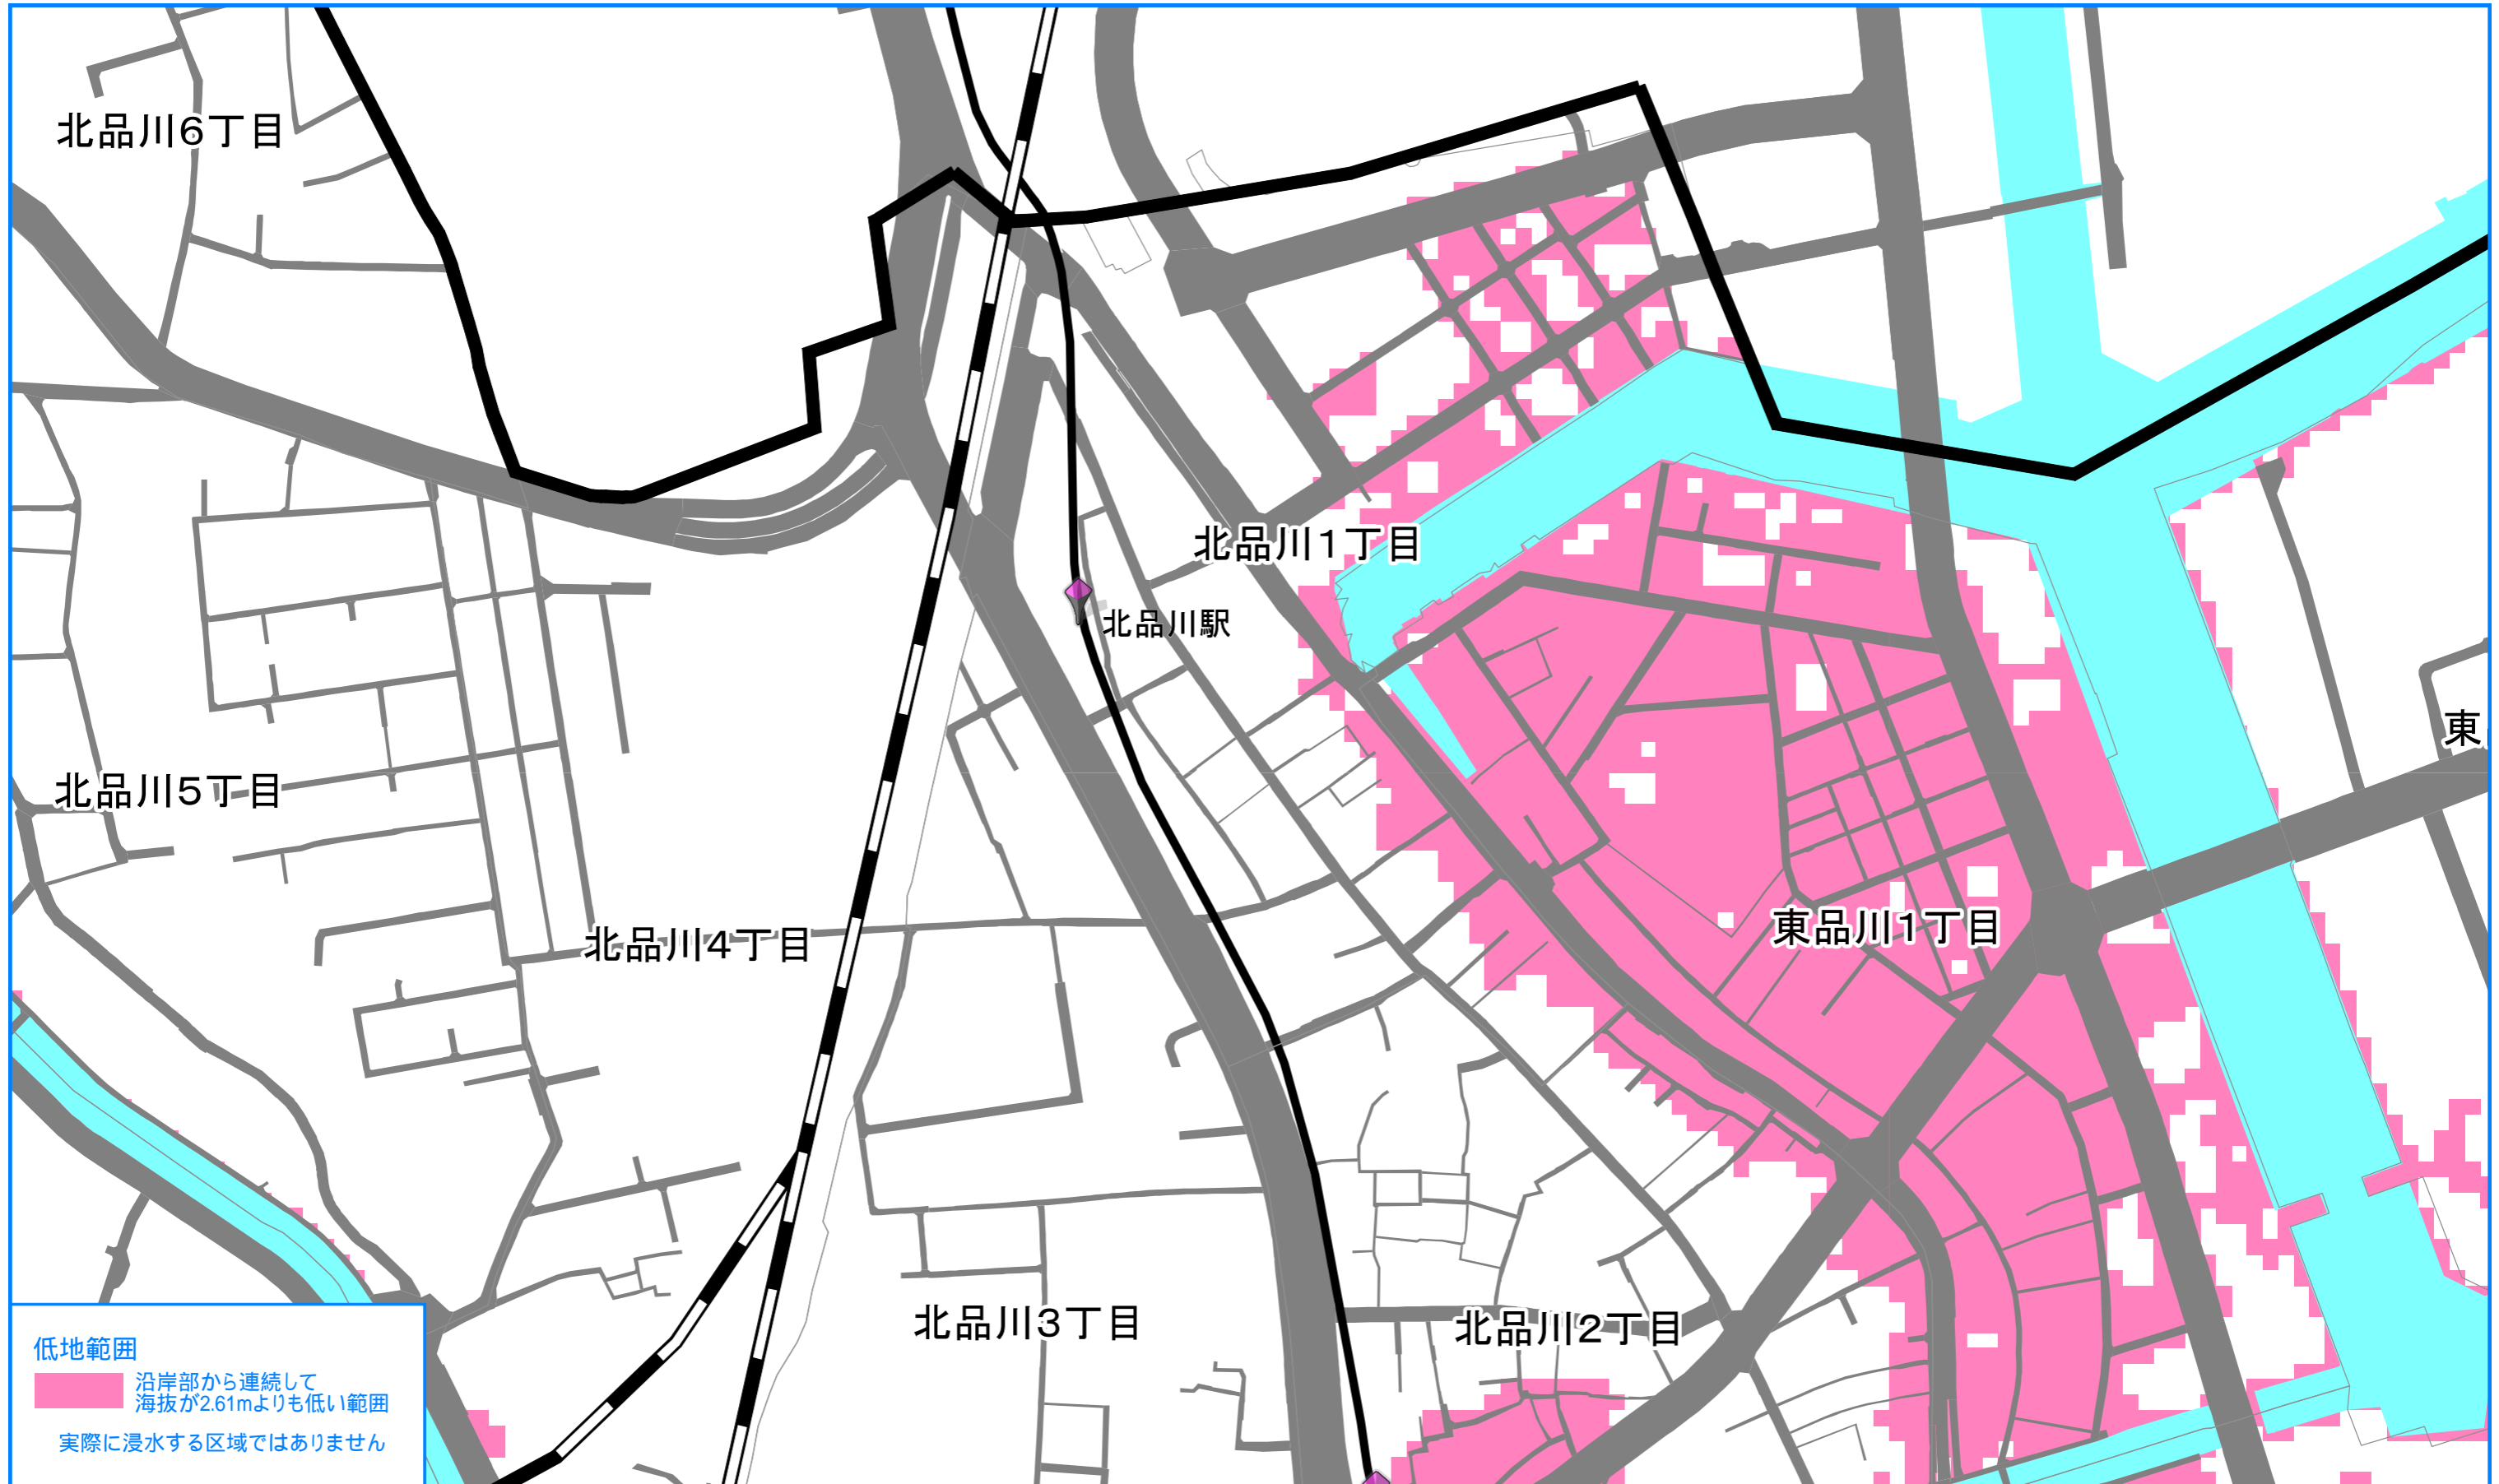 北品川6丁目
北品川1丁目
北品川駅
東
北品川5丁目
東品川1丁目
北品川4丁目
北品川3丁目
北品川2丁目
低地範囲
沿岸部から連続して
海抜が2.61mよりも低い範囲
実際に浸水する区域ではありません